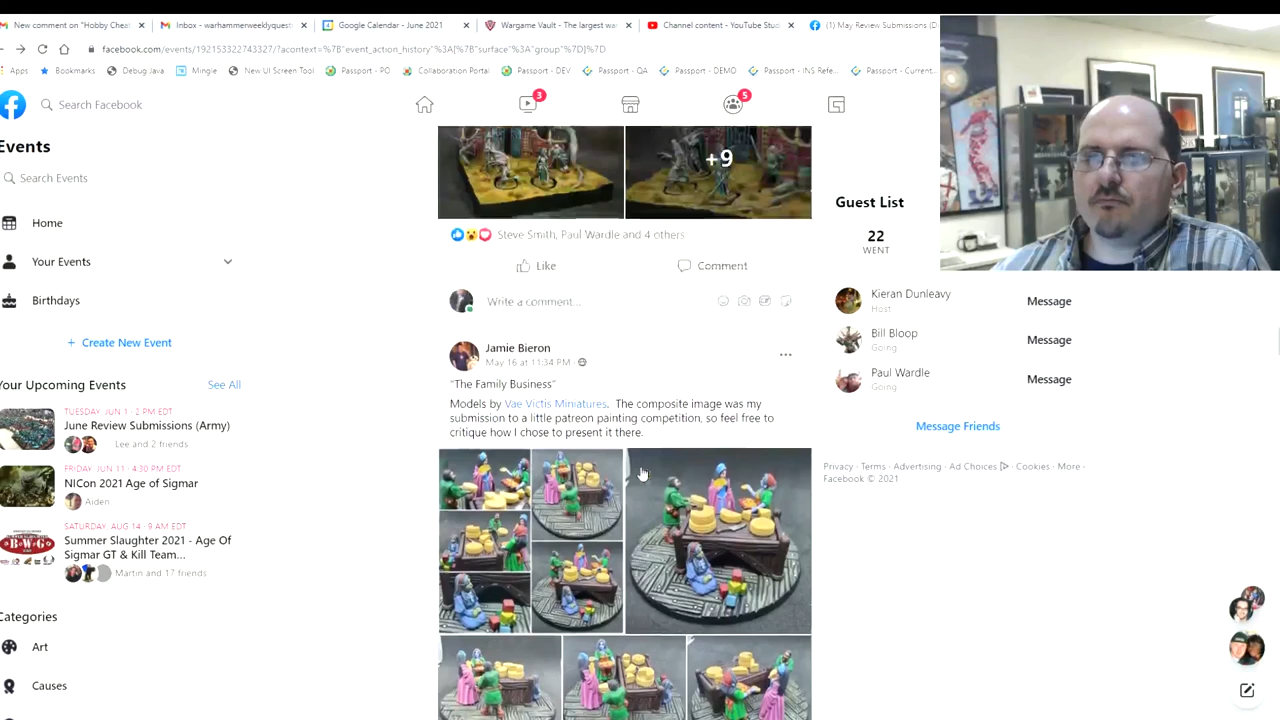 New comment on "Hobby Cheat
Inbox - warhammerweeklyquest
Google Calendar - June 2021
Wargame Vault - The largest wa
Channel content - YouTube Stud
(1) May Review Submissions (D
facebook.com/events/192153322743327/?acontext=%7B"event_action_history"%3A[%7B"surface"%3A"group"%7D]%7D
Apps
Bookmarks
Debug Java
Mingle
New UI Screen Tool
Passport - PO
Collaboration Portal
Passport - DEV
Passport - QA
Passport - DEMO
Passport - INS Refe...
Passport - Current...
Search Facebook
3
5
Events
Search Events
Home
Your Events
Birthdays
+ Create New Event
Your Upcoming Events
See All
TUESDAY, JUN 1 · 2 PM EDT
June Review Submissions (Army)
Lee and 2 friends
FRIDAY, JUN 11 · 4:30 PM EDT
NICon 2021 Age of Sigmar
Aiden
SATURDAY, AUG 14 · 9 AM EDT
Summer Slaughter 2021 - Age Of
Sigmar GT & Kill Team...
BWG
Martin and 17 friends
Categories
Art
Causes
+9
Steve Smith, Paul Wardle and 4 others
Like
Comment
Write a comment...
Jamie Bieron
May 16 at 11:34 PM ·
"The Family Business"
Models by Vae Victis Miniatures. The composite image was my
submission to a little patreon painting competition, so feel free to
critique how I chose to present it there.
Guest List
22
WENT
Kieran Dunleavy
Host
Message
Bill Bloop
Going
Message
Paul Wardle
Going
Message
Message Friends
Privacy · Terms · Advertising · Ad Choices · Cookies · More ·
Facebook © 2021